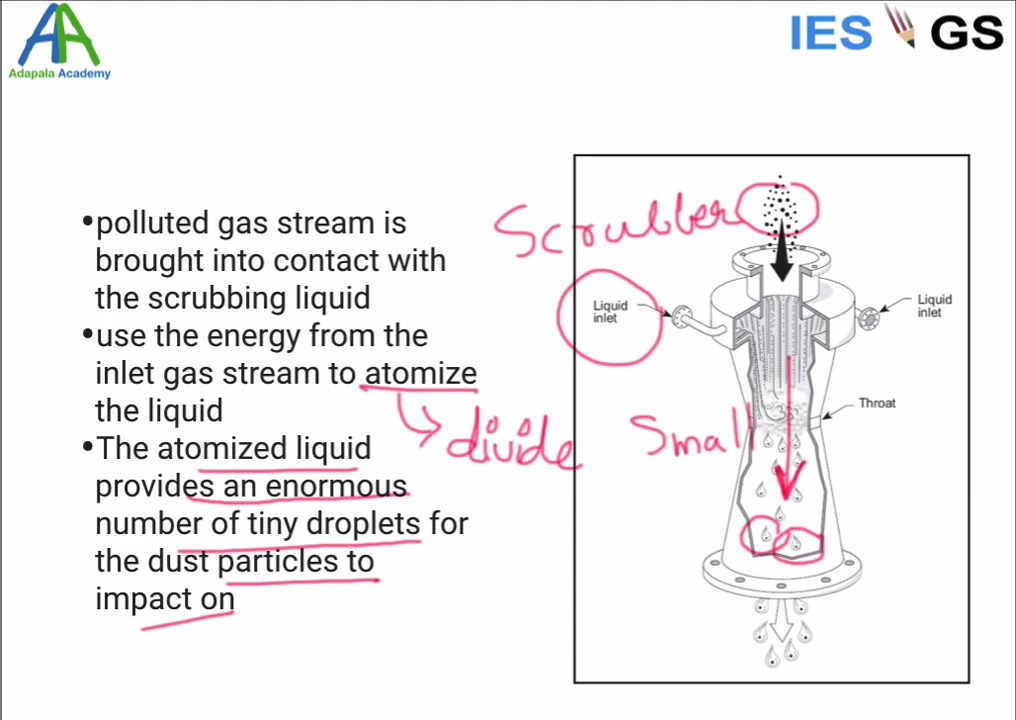 Adapala Academy
IES GS
•polluted gas stream is
brought into contact with
the scrubbing liquid
•use the energy from the
inlet gas stream to atomize
the liquid
•The atomized liquid
provides an enormous
number of tiny droplets for
the dust particles to
impact on
Scrubber
divide small
Liquid
inlet
Liquid
inlet
Throat